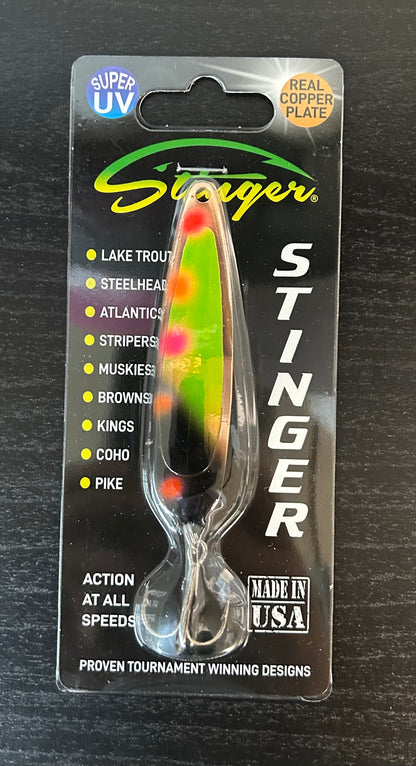 SUPER
UV
REAL
COPPER
PLATE
Stinger®
LAKE TROUT
STEELHEAD
ATLANTICS
STRIPERS
MUSKIES
BROWNS
KINGS
COHO
PIKE
STINGER
ACTION
AT ALL
SPEEDS
MADE IN
USA
PROVEN TOURNAMENT WINNING DESIGNS